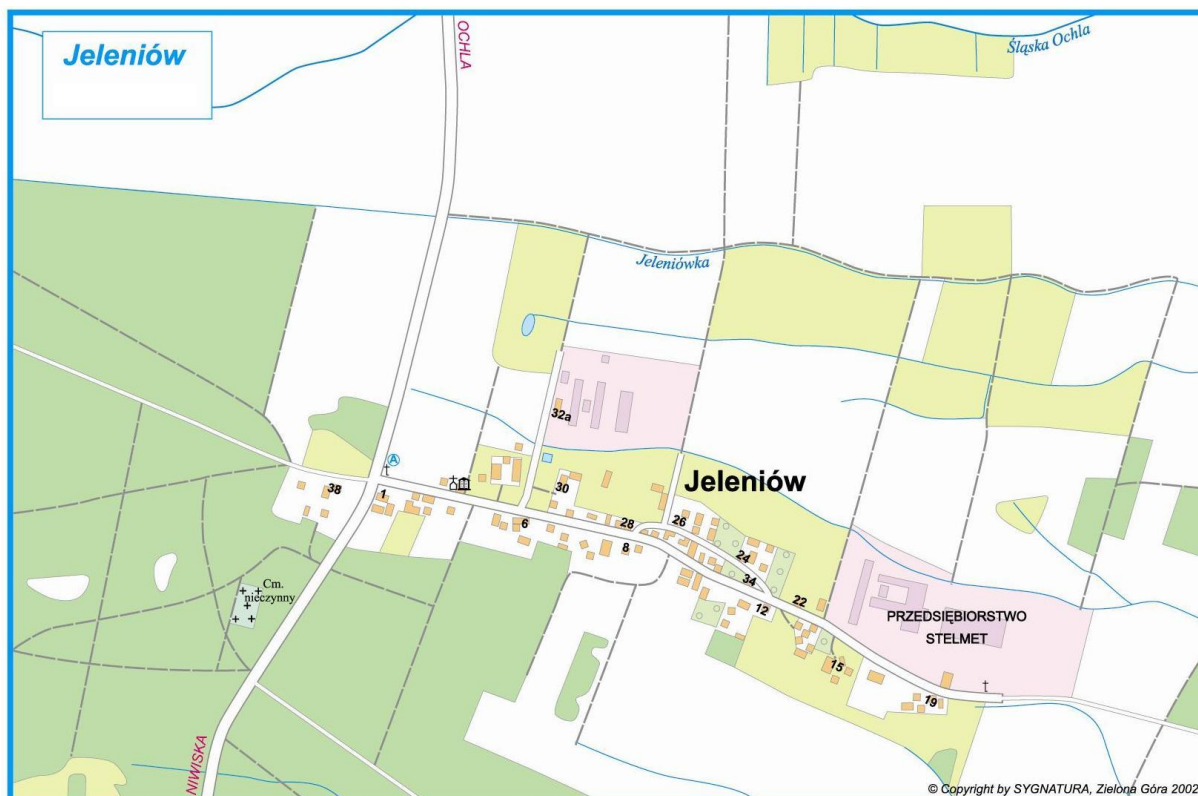 Jeleniów
OCHLA
Śląska Ochla
Jeleniówka
32a
Jeleniów
38
1
30
6
28
26
8
24
34
22
12
Cm.
nieczynny
PRZEDSIĘBIORSTWO
STELMET
15
19
NIWISKA
© Copyright by SYGNATURA, Zielona Góra 2002
A